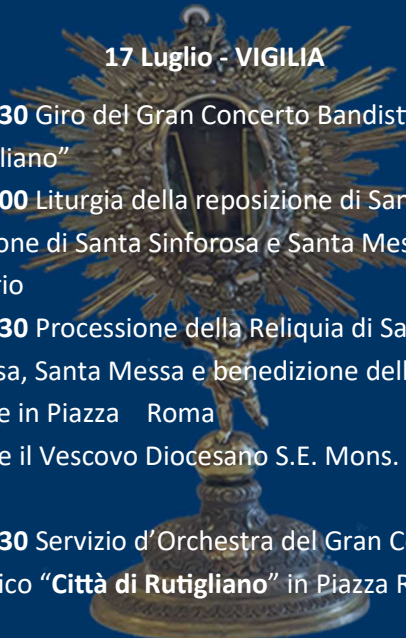 17 Luglio - VIGILIA
30 Giro del Gran Concerto Bandist
liano”
00 Liturgia della reposizione di San
one di Santa Sinforosa e Santa Mes
rio
30 Processione della Reliquia di Sa
sa, Santa Messa e benedizione dell
e in Piazza Roma
e il Vescovo Diocesano S.E. Mons.
30 Servizio d’Orchestra del Gran C
ico “Città di Rutigliano” in Piazza R